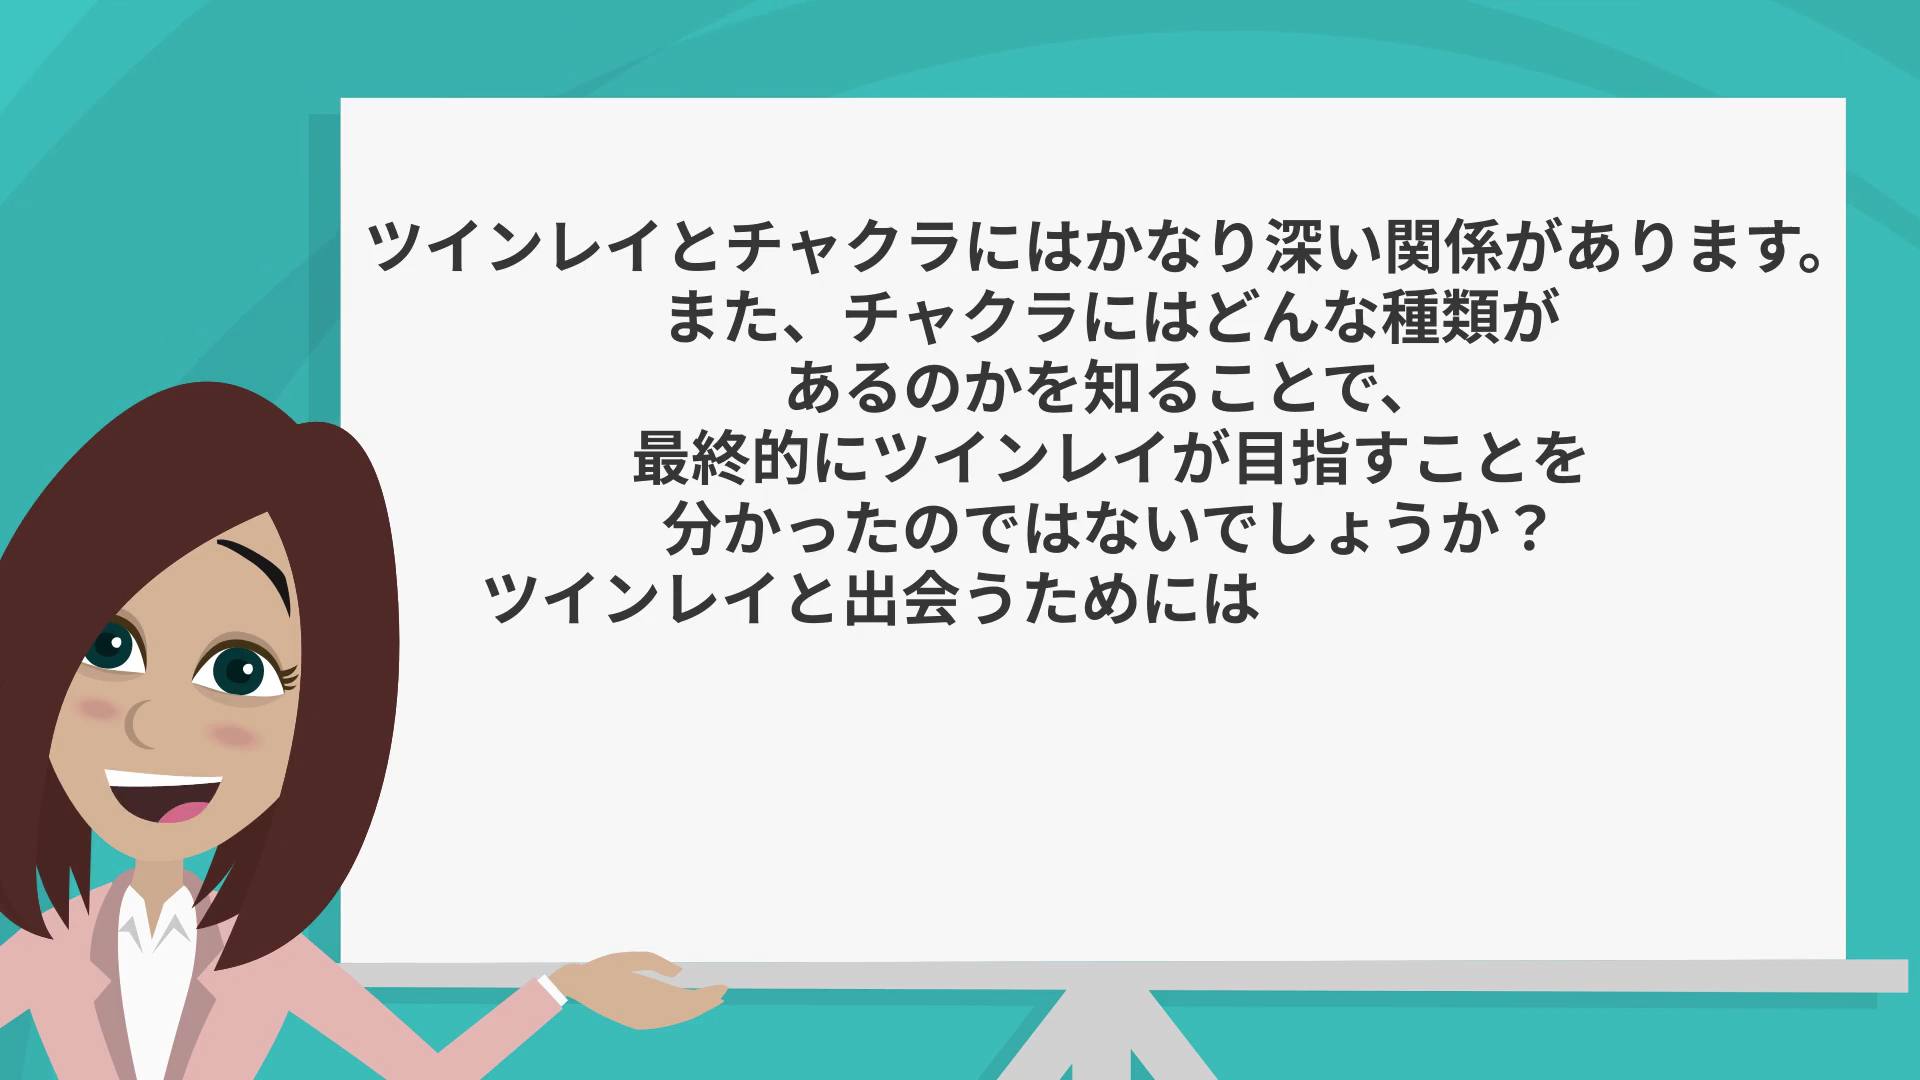 ツインレイとチャクラにはかなり深い関係があります。
また、チャクラにはどんな種類が
あるのかを知ることで、
最終的にツインレイが目指すことを
分かったのではないでしょうか？
ツインレイと出会うためには